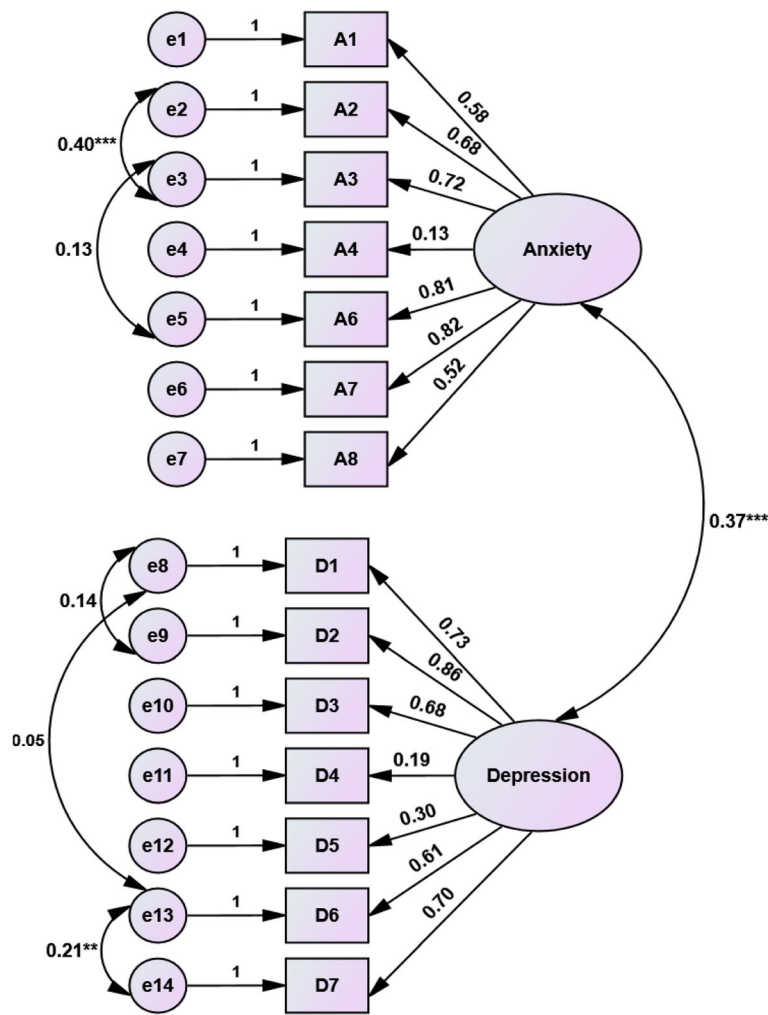 e1 1 A1
0.58
e2 1 A2
0.68
0.40***
e3 1 A3
0.72
e4 1 A4
0.13
Anxiety
0.13
e5 1 A6
0.81
0.82
e6 1 A7
0.52
e7 1 A8
0.37***
e8 1 D1
0.14
0.73
e9 1 D2
0.86
e10 1 D3
0.68
0.05
e11 1 D4
0.19
Depression
e12 1 D5
0.30
0.61
e13 1 D6
0.70
0.21**
e14 1 D7